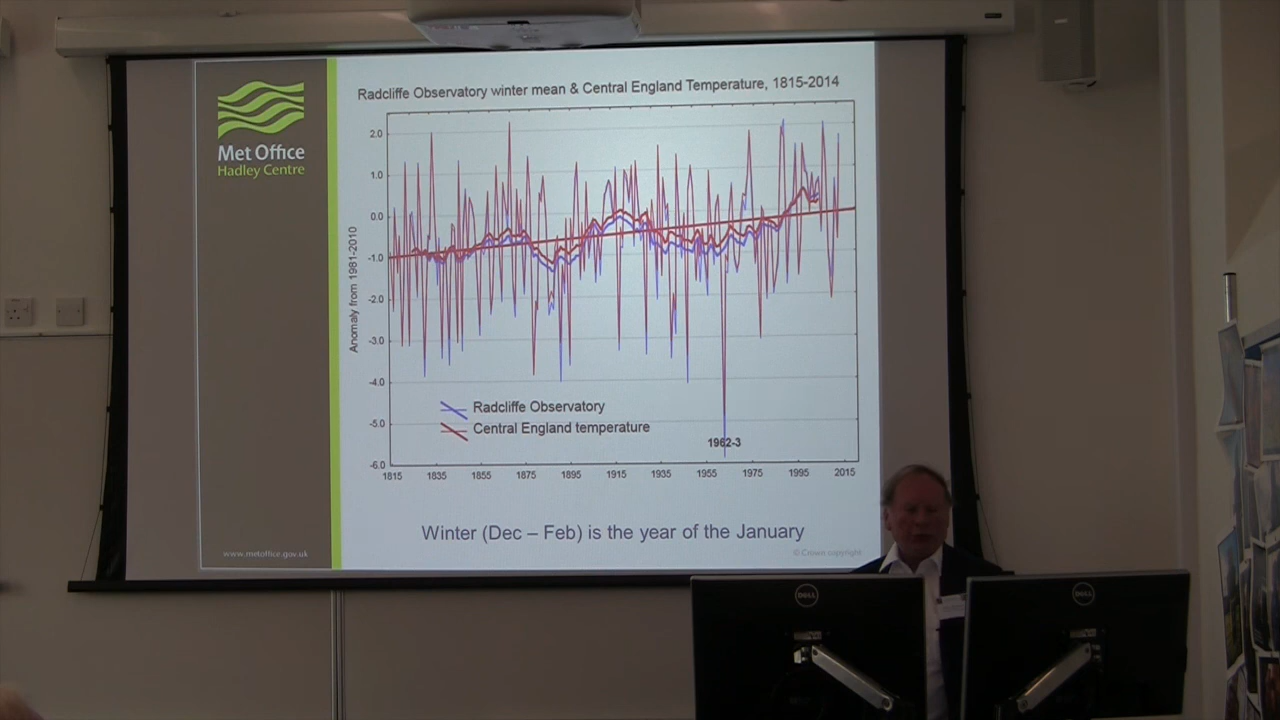 Radcliffe Observatory winter mean & Central England Temperature, 1815-2014
Met Office
Hadley Centre
Anomaly from 1981-2010
2.0
1.0
0.0
-1.0
-2.0
-3.0
-4.0
-5.0
-6.0
Radcliffe Observatory
Central England temperature
1962-3
1815 1835 1855 1875 1895 1915 1935 1955 1975 1995 2015
Winter (Dec – Feb) is the year of the January
www.metoffice.gov.uk
© Crown copyright
DELL
DELL